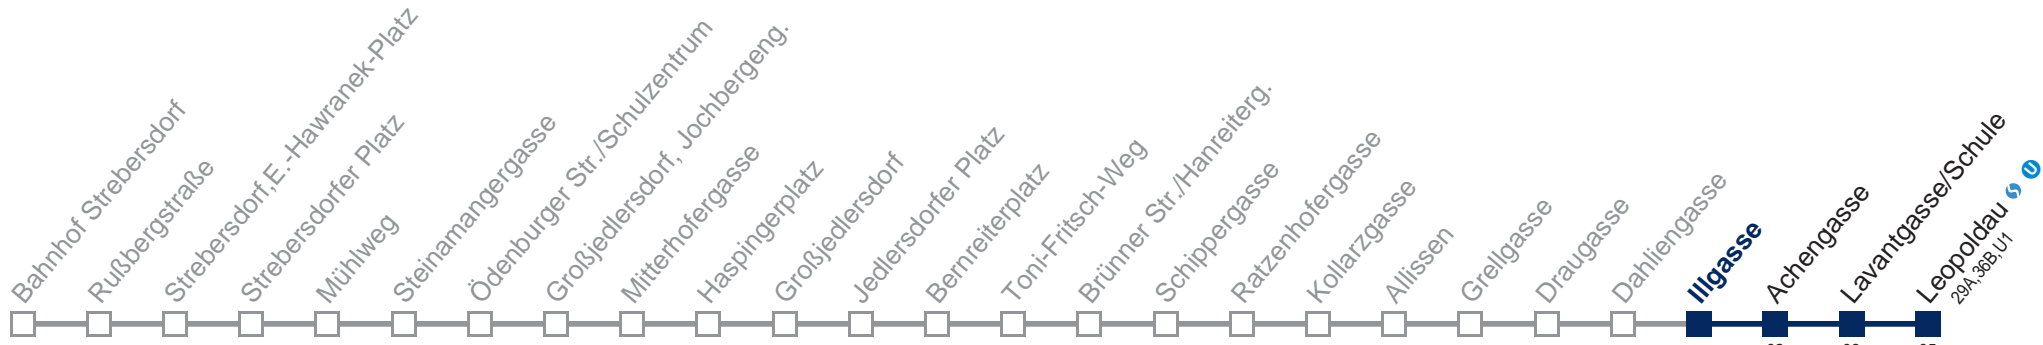 Bahnhof Strebersdorf
Rußbergstraße
Strebersdorf,E.-Hawranek-Platz
Strebersdorfer Platz
Mühlweg
Steinamangergasse
Ödenburger Str./Schulzentrum
Großjedlersdorf, Jochbergeng.
Mitterhofergasse
Haspingerplatz
Großjedlersdorf
Jedlersdorfer Platz
Bernreiterplatz
Toni-Fritsch-Weg
Brünner Str./Hanreiterg.
Schippergasse
Ratzenhofergasse
Kollarzgasse
Allissen
Grellgasse
Draugasse
Dahliengasse
Illgasse
Achengasse
Lavantgasse/Schule
Leopoldau S U
29A,36B,U1